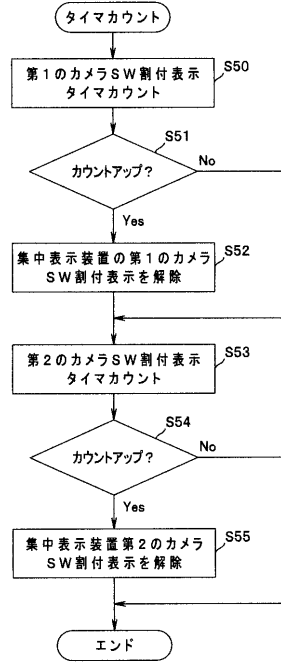 タイマカウント
第1のカメラSW割付表示
タイマカウント
S50
カウントアップ?
S51
No
Yes
集中表示装置の第1のカメラ
SW割付表示を解除
S52
第2のカメラSW割付表示
タイマカウント
S53
カウントアップ?
S54
No
Yes
集中表示装置第2のカメラ
SW割付表示を解除
S55
エンド